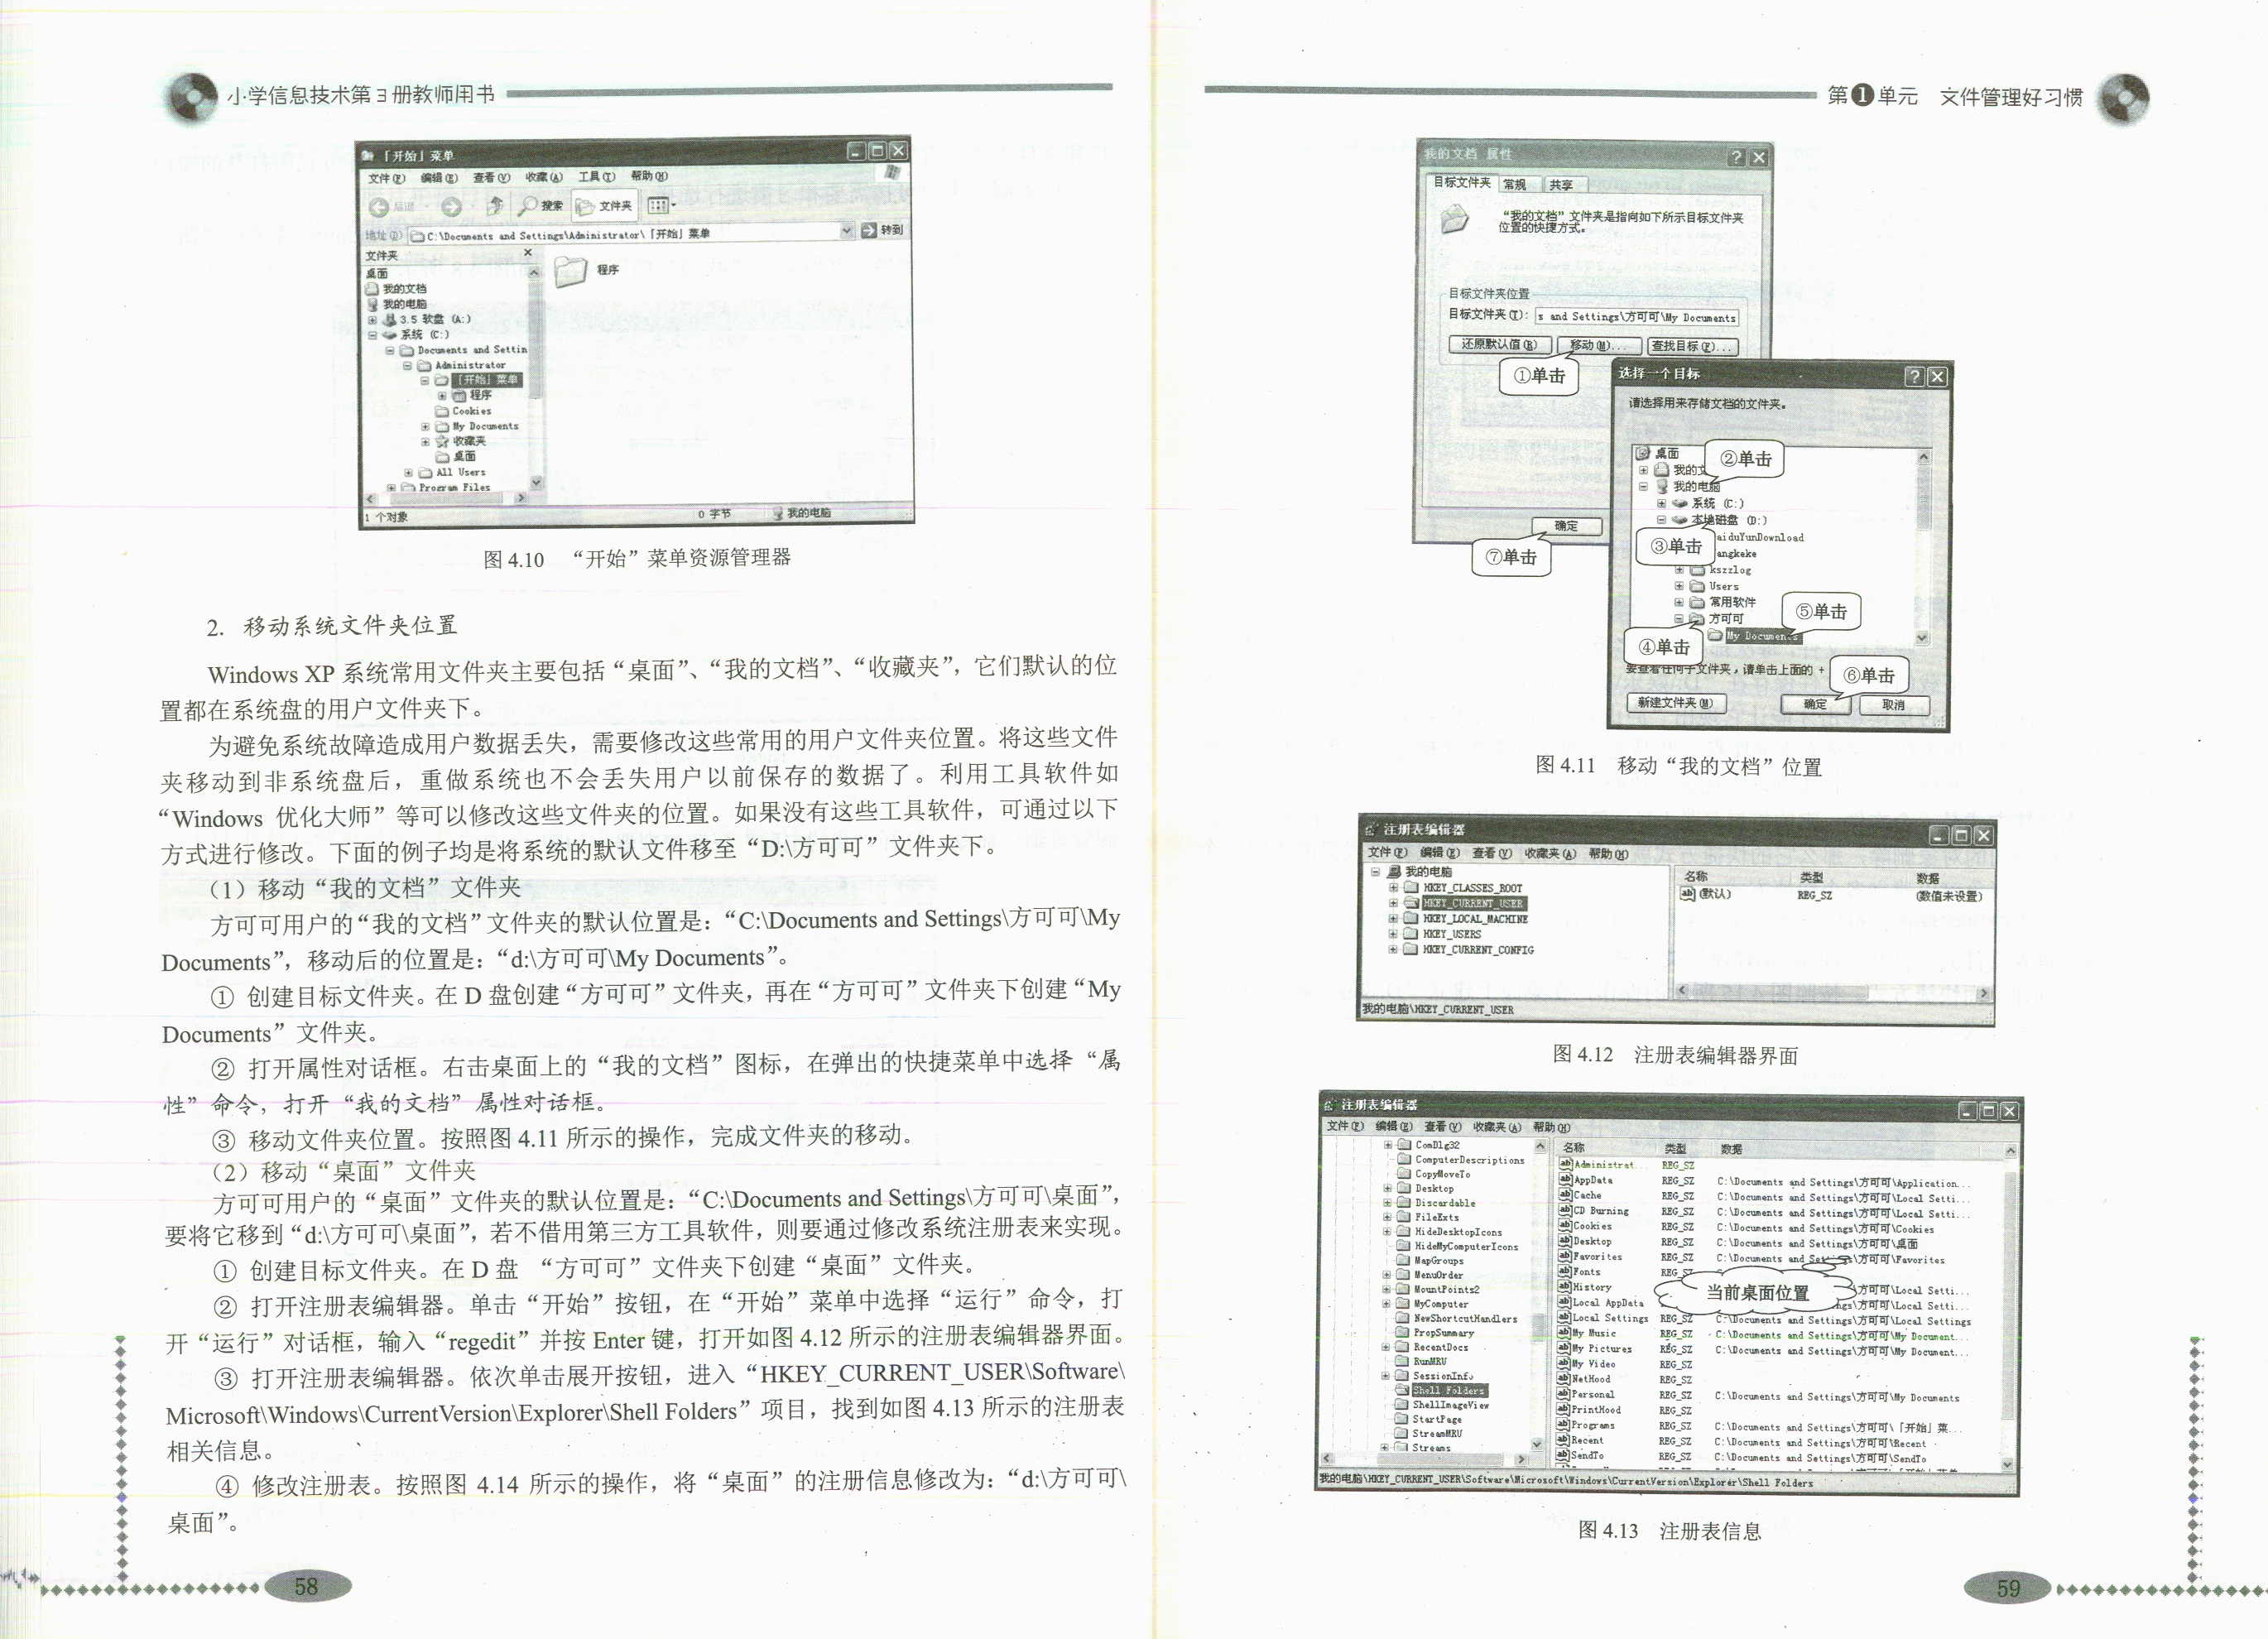 小学信息技术第3册教师用书
「开始」菜单
文件(F) 编辑(E) 查看(V) 收藏(A) 工具(T) 帮助(H)
后退 搜索 文件夹
地址(D) C:\Documents and Settings\Administrator\「开始」菜单 转到
文件夹
桌面
我的文档
我的电脑
3.5 软盘 (A:)
系统 (C:)
Documents and Settin
Administrator
「开始」菜单
程序
Cookies
My Documents
收藏夹
桌面
All Users
Program Files
程序
1 个对象 0 字节 我的电脑
图 4.10 “开始”菜单资源管理器
2. 移动系统文件夹位置
Windows XP 系统常用文件夹主要包括“桌面”、“我的文档”、“收藏夹”，它们默认的位
置都在系统盘的用户文件夹下。
为避免系统故障造成用户数据丢失，需要修改这些常用的用户文件夹位置。将这些文件
夹移动到非系统盘后，重做系统也不会丢失用户以前保存的数据了。利用工具软件如
“Windows 优化大师”等可以修改这些文件夹的位置。如果没有这些工具软件，可通过以下
方式进行修改。下面的例子均是将系统的默认文件移至“D:\方可可”文件夹下。
（1）移动“我的文档”文件夹
方可可用户的“我的文档”文件夹的默认位置是：“C:\Documents and Settings\方可可\My
Documents”，移动后的位置是：“d:\方可可\My Documents”。
① 创建目标文件夹。在 D 盘创建“方可可”文件夹，再在“方可可”文件夹下创建“My
Documents”文件夹。
② 打开属性对话框。右击桌面上的“我的文档”图标，在弹出的快捷菜单中选择“属
性”命令，打开“我的文档”属性对话框。
③ 移动文件夹位置。按照图 4.11 所示的操作，完成文件夹的移动。
（2）移动“桌面”文件夹
方可可用户的“桌面”文件夹的默认位置是：“C:\Documents and Settings\方可可\桌面”，
要将它移到“d:\方可可\桌面”，若不借用第三方工具软件，则要通过修改系统注册表来实现。
① 创建目标文件夹。在 D 盘 “方可可”文件夹下创建“桌面”文件夹。
② 打开注册表编辑器。单击“开始”按钮，在“开始”菜单中选择“运行”命令，打
开“运行”对话框，输入“regedit”并按 Enter 键，打开如图 4.12 所示的注册表编辑器界面。
③ 打开注册表编辑器。依次单击展开按钮，进入“HKEY_CURRENT_USER\Software\
Microsoft\Windows\CurrentVersion\Explorer\Shell Folders”项目，找到如图 4.13 所示的注册表
相关信息。
④ 修改注册表。按照图 4.14 所示的操作，将“桌面”的注册信息修改为：“d:\方可可\
桌面”。
58
第1单元 文件管理好习惯
我的文档 属性
目标文件夹 常规 共享
“我的文档”文件夹是指向如下所示目标文件夹
位置的快捷方式。
目标文件夹位置
目标文件夹(T): s and Settings\方可可\My Documents
还原默认值(R) 移动(M)... 查找目标(F)...
①单击
确定
⑦单击
选择一个目标
请选择用来存储文档的文件夹。
桌面
②单击
我的文
我的电脑
系统 (C:)
本地磁盘 (D:)
③单击
aiduYunDownload
angkeke
kszzlog
Users
常用软件
方可可
⑤单击
My Documents
④单击
要查看任何子文件夹，请单击上面的 +
⑥单击
新建文件夹(M) 确定 取消
图 4.11 移动“我的文档”位置
注册表编辑器
文件(F) 编辑(E) 查看(V) 收藏夹(A) 帮助(H)
我的电脑
HKEY_CLASSES_ROOT
HKEY_CURRENT_USER
HKEY_LOCAL_MACHINE
HKEY_USERS
HKEY_CURRENT_CONFIG
名称 类型 数据
(默认) REG_SZ (数值未设置)
我的电脑\HKEY_CURRENT_USER
图 4.12 注册表编辑器界面
注册表编辑器
文件(F) 编辑(E) 查看(V) 收藏夹(A) 帮助(H)
ComDlg32
ComputerDescriptions
CopyMoveTo
Desktop
Discardable
FileExts
HideDesktopIcons
HideMyComputerIcons
MapGroups
MenuOrder
MountPoints2
MyComputer
NewShortcutHandlers
PropSummary
RecentDocs
RunMRU
SessionInfo
Shell Folders
ShellImageView
StartPage
StreamMRU
Streams
名称 类型 数据
Administrat... REG_SZ
AppData REG_SZ C:\Documents and Settings\方可可\Application...
Cache REG_SZ C:\Documents and Settings\方可可\Local Setti...
CD Burning REG_SZ C:\Documents and Settings\方可可\Local Setti...
Cookies REG_SZ C:\Documents and Settings\方可可\Cookies
Desktop REG_SZ C:\Documents and Settings\方可可\桌面
Favorites REG_SZ C:\Documents and Settings\方可可\Favorites
Fonts REG_SZ
History 方可可\Local Setti...
当前桌面位置
Local AppData ngs\方可可\Local Setti...
Local Settings REG_SZ C:\Documents and Settings\方可可\Local Settings
My Music REG_SZ C:\Documents and Settings\方可可\My Document...
My Pictures REG_SZ C:\Documents and Settings\方可可\My Document...
My Video REG_SZ
NetHood REG_SZ
Personal REG_SZ C:\Documents and Settings\方可可\My Documents
PrintHood REG_SZ
Programs REG_SZ C:\Documents and Settings\方可可\「开始」菜...
Recent REG_SZ C:\Documents and Settings\方可可\Recent
SendTo REG_SZ C:\Documents and Settings\方可可\SendTo
我的电脑\HKEY_CURRENT_USER\Software\Microsoft\Windows\CurrentVersion\Explorer\Shell Folders
图 4.13 注册表信息
59